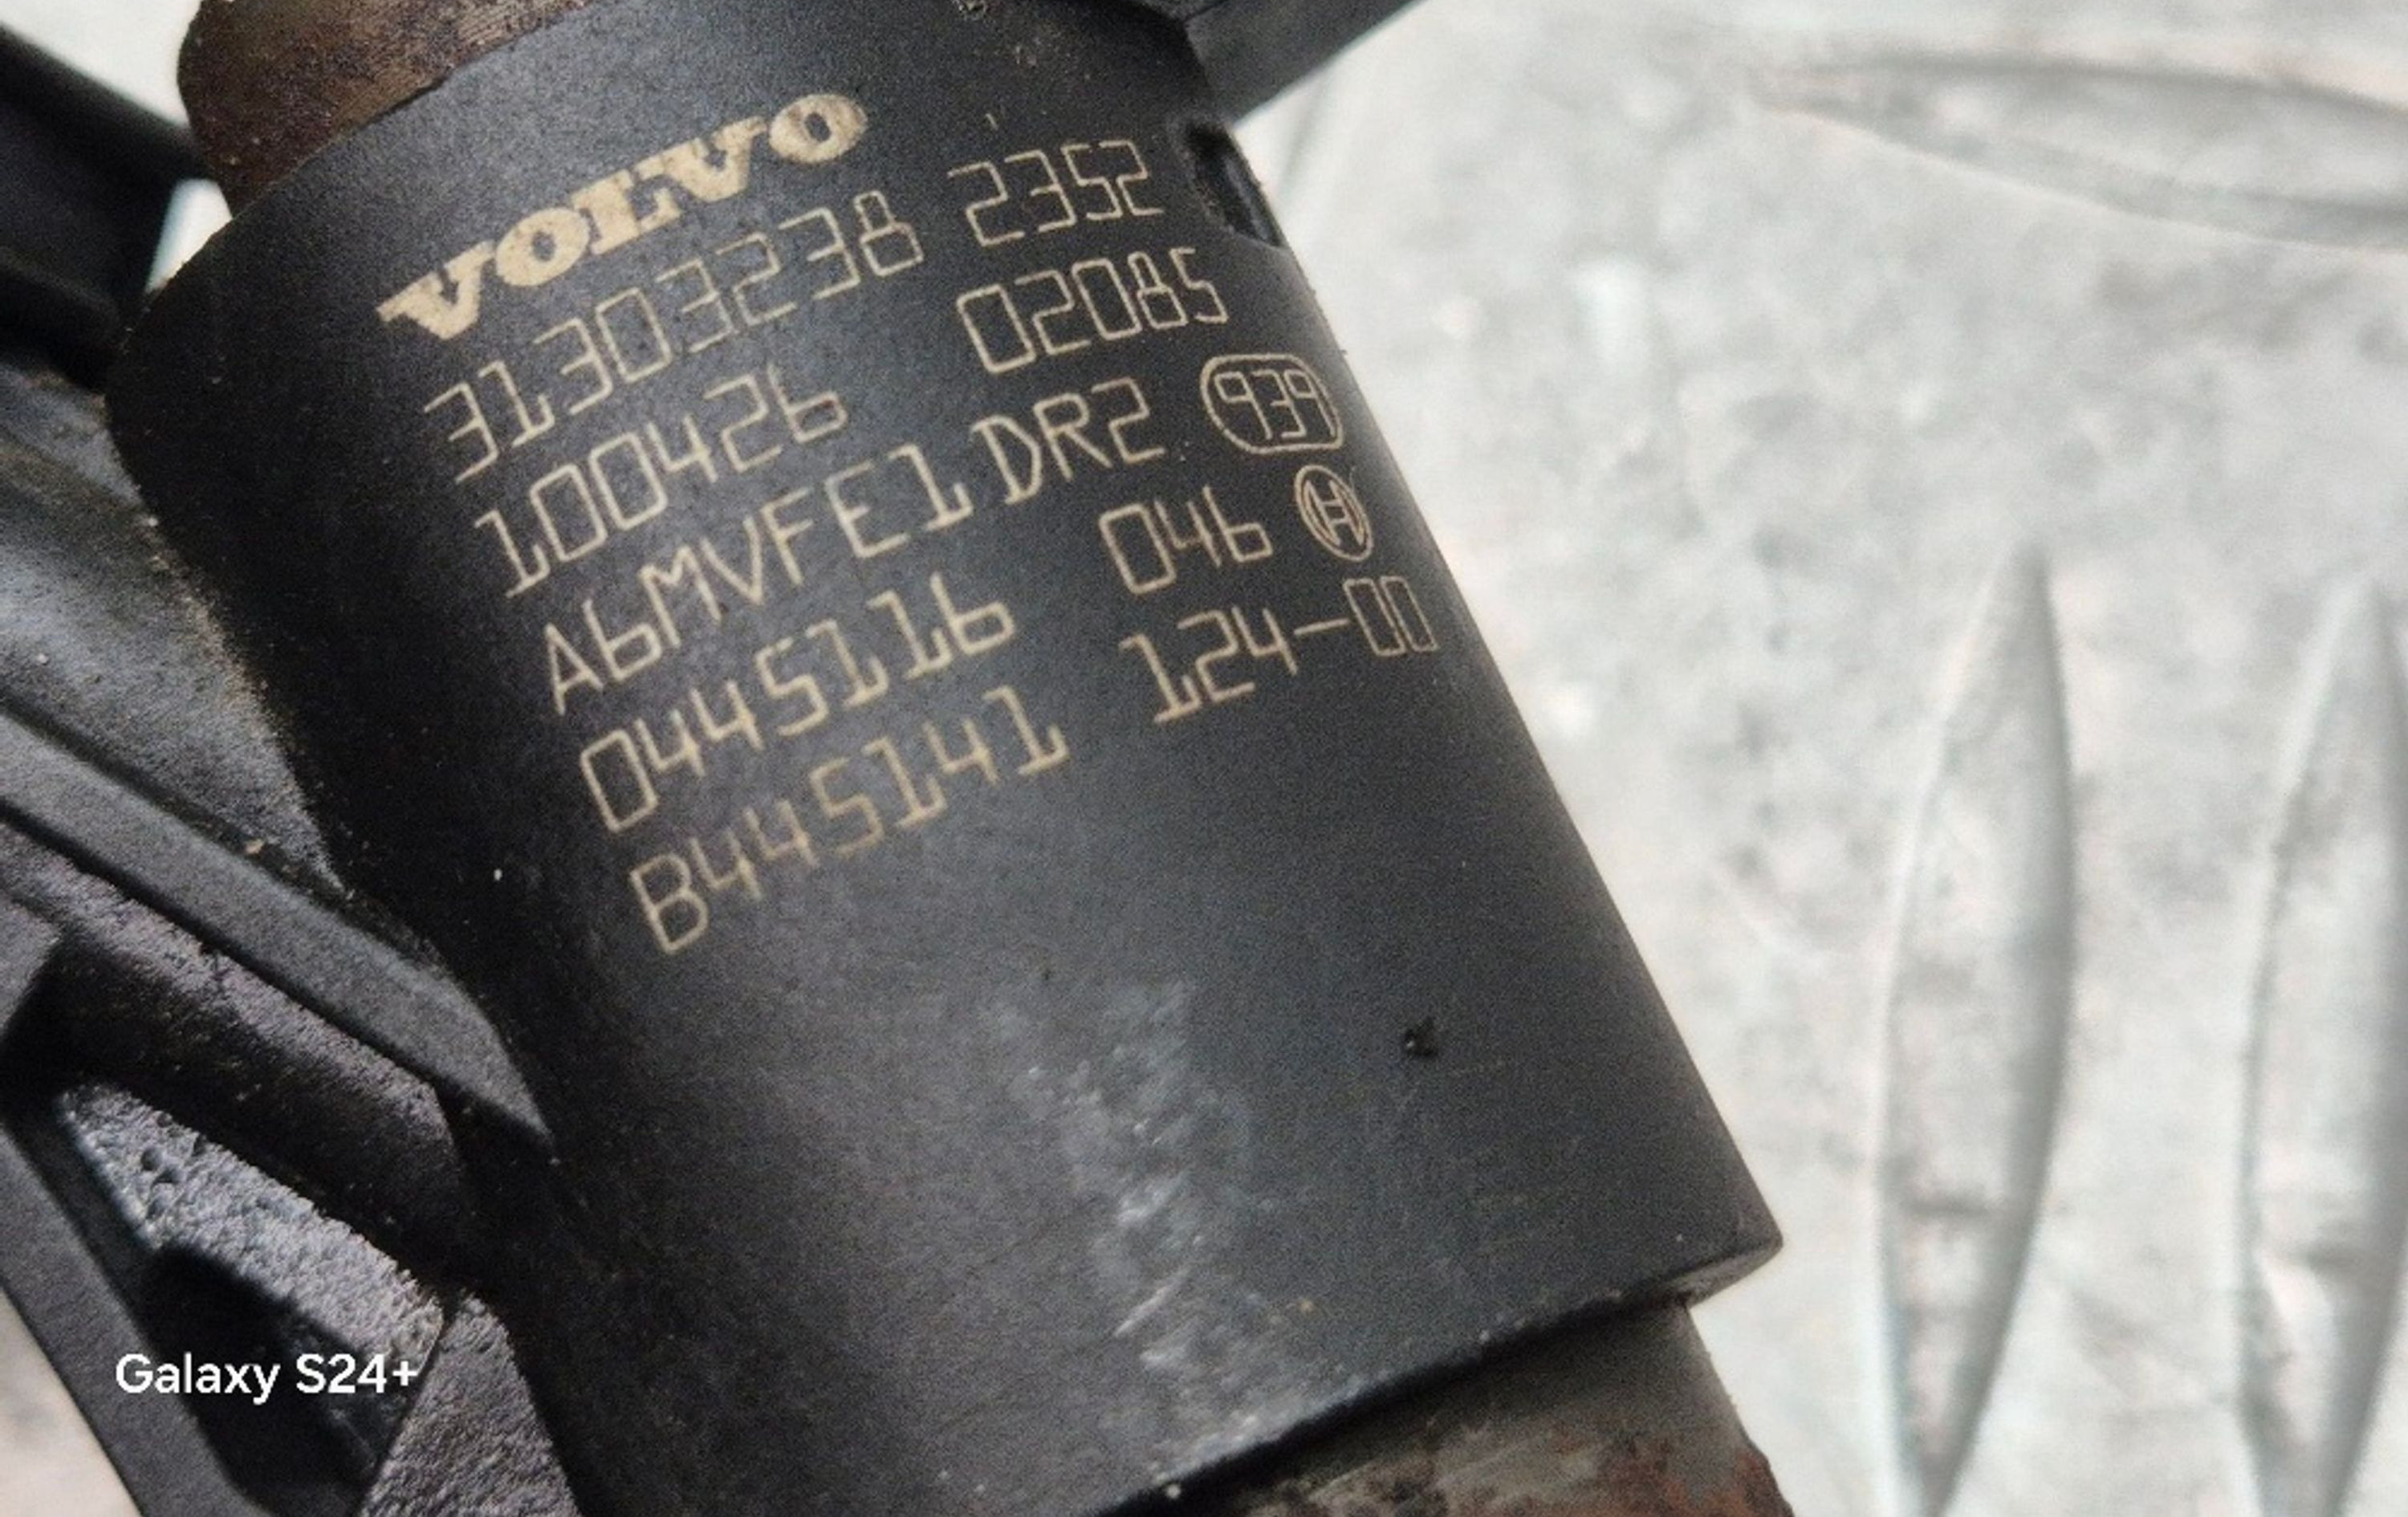 VOLVO
31303238 2352
100426 02085
A6MVFE1DR2 939
0445116 046 H
B445141 124-00
Galaxy S24+